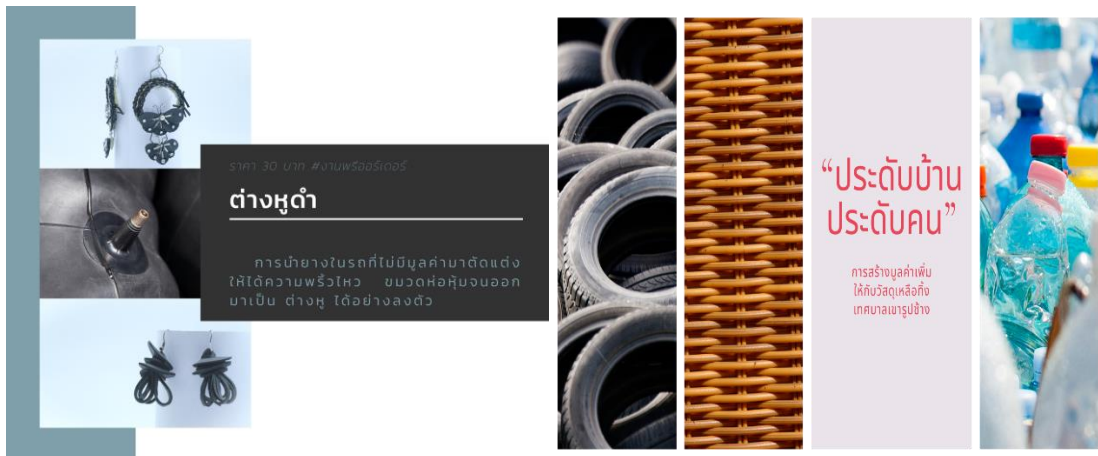 ราคา 30 บาท #งานพรีออร์เดอร์
ต่างหูดำ
การนำยางในรถที่ไม่มีมูลค่ามาตัดแต่ง
ให้ได้ความพริ้วไหว ขมวดห่อหุ้มจนออก
มาเป็น ต่างหู ได้อย่างลงตัว
“ประดับบ้าน
ประดับคน”
การสร้างมูลค่าเพิ่ม
ให้กับวัสดุเหลือทิ้ง
เทศบาลเขารูปช้าง